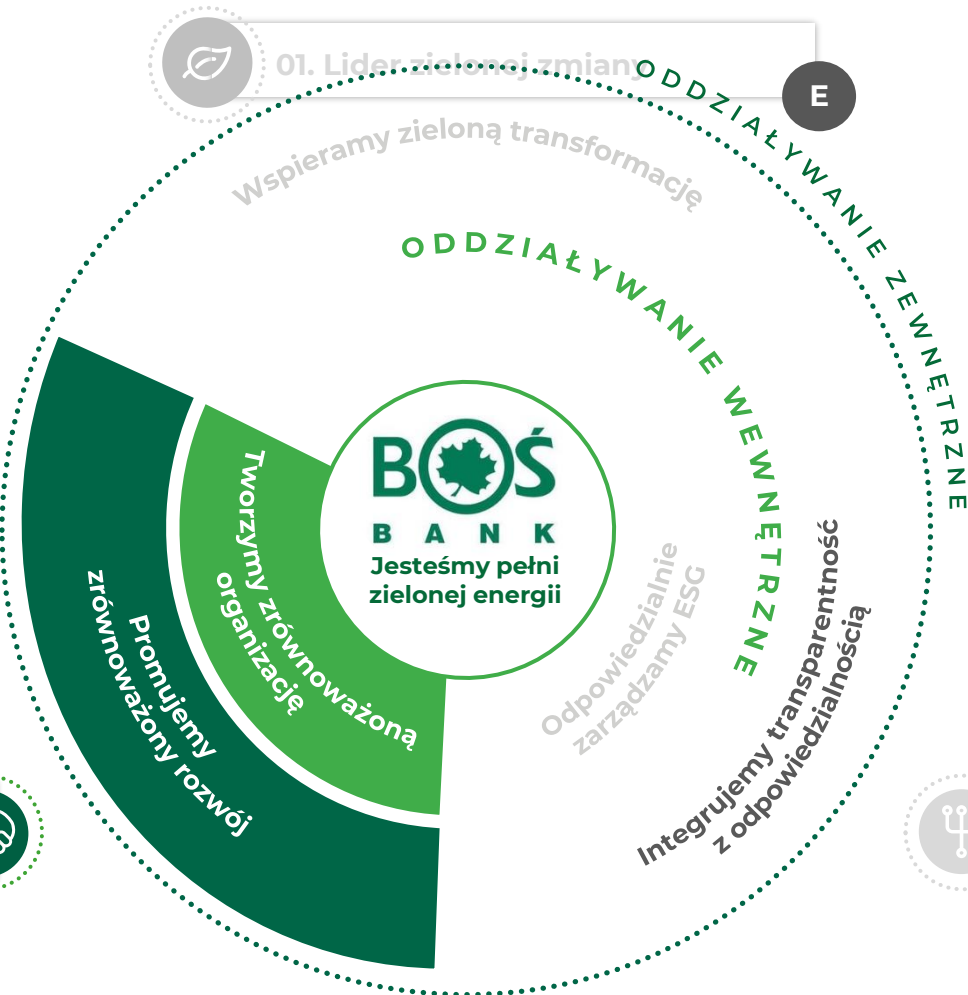 01. Lider zielonej zmiany
E
ODDZIAŁYWANIE ZEWNĘTRZNE
Wspieramy zieloną transformację
ODDZIAŁYWANIE WEWNĘTRZNE
BOŚ
BANK
Jesteśmy pełni
zielonej energii
Tworzymy zrównoważoną
organizację
Promujemy
zrównoważony rozwój
Odpowiedzialnie
zarządzamy ESG
Integrujemy transparentność
z odpowiedzialnością